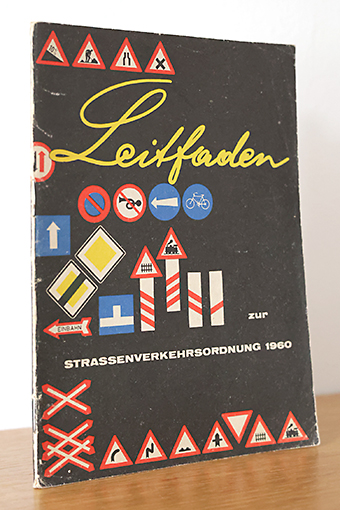 Leitfaden
EINBAHN
zur
STRASSENVERKEHRSORDNUNG 1960